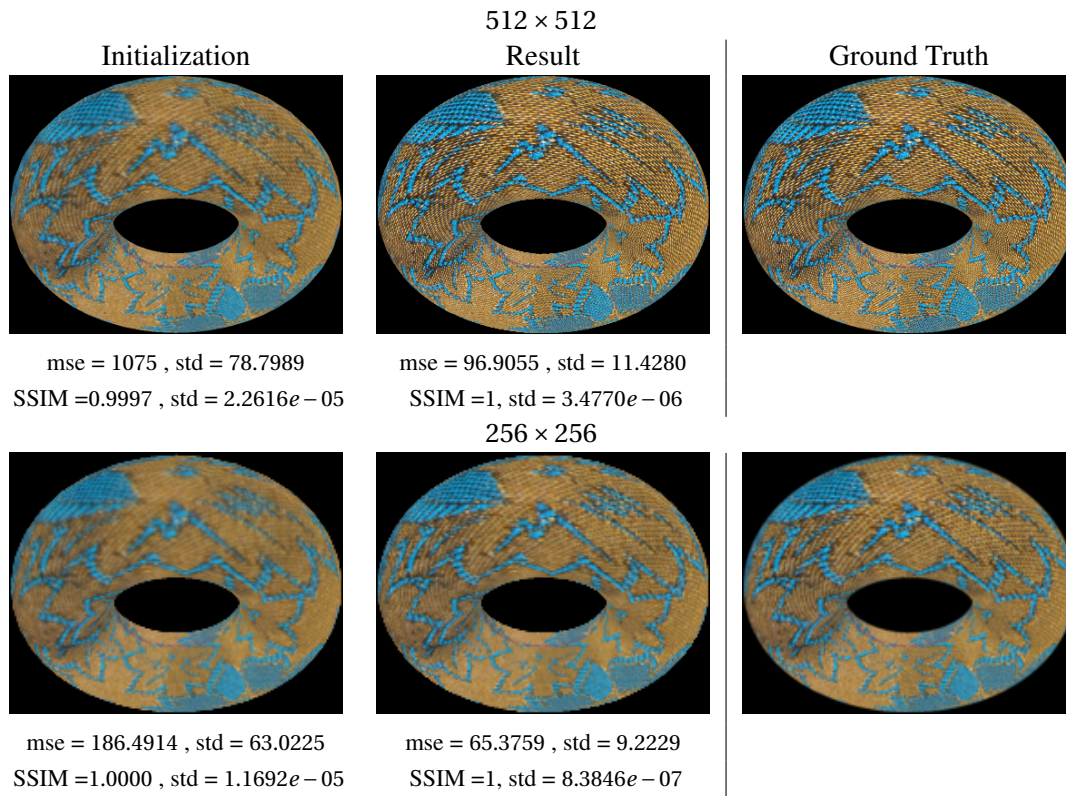 512 × 512
Initialization Result Ground Truth
mse = 1075 , std = 78.7989 mse = 96.9055 , std = 11.4280
SSIM =0.9997 , std = 2.2616e − 05 SSIM =1, std = 3.4770e − 06
256 × 256
mse = 186.4914 , std = 63.0225 mse = 65.3759 , std = 9.2229
SSIM =1.0000 , std = 1.1692e − 05 SSIM =1, std = 8.3846e − 07